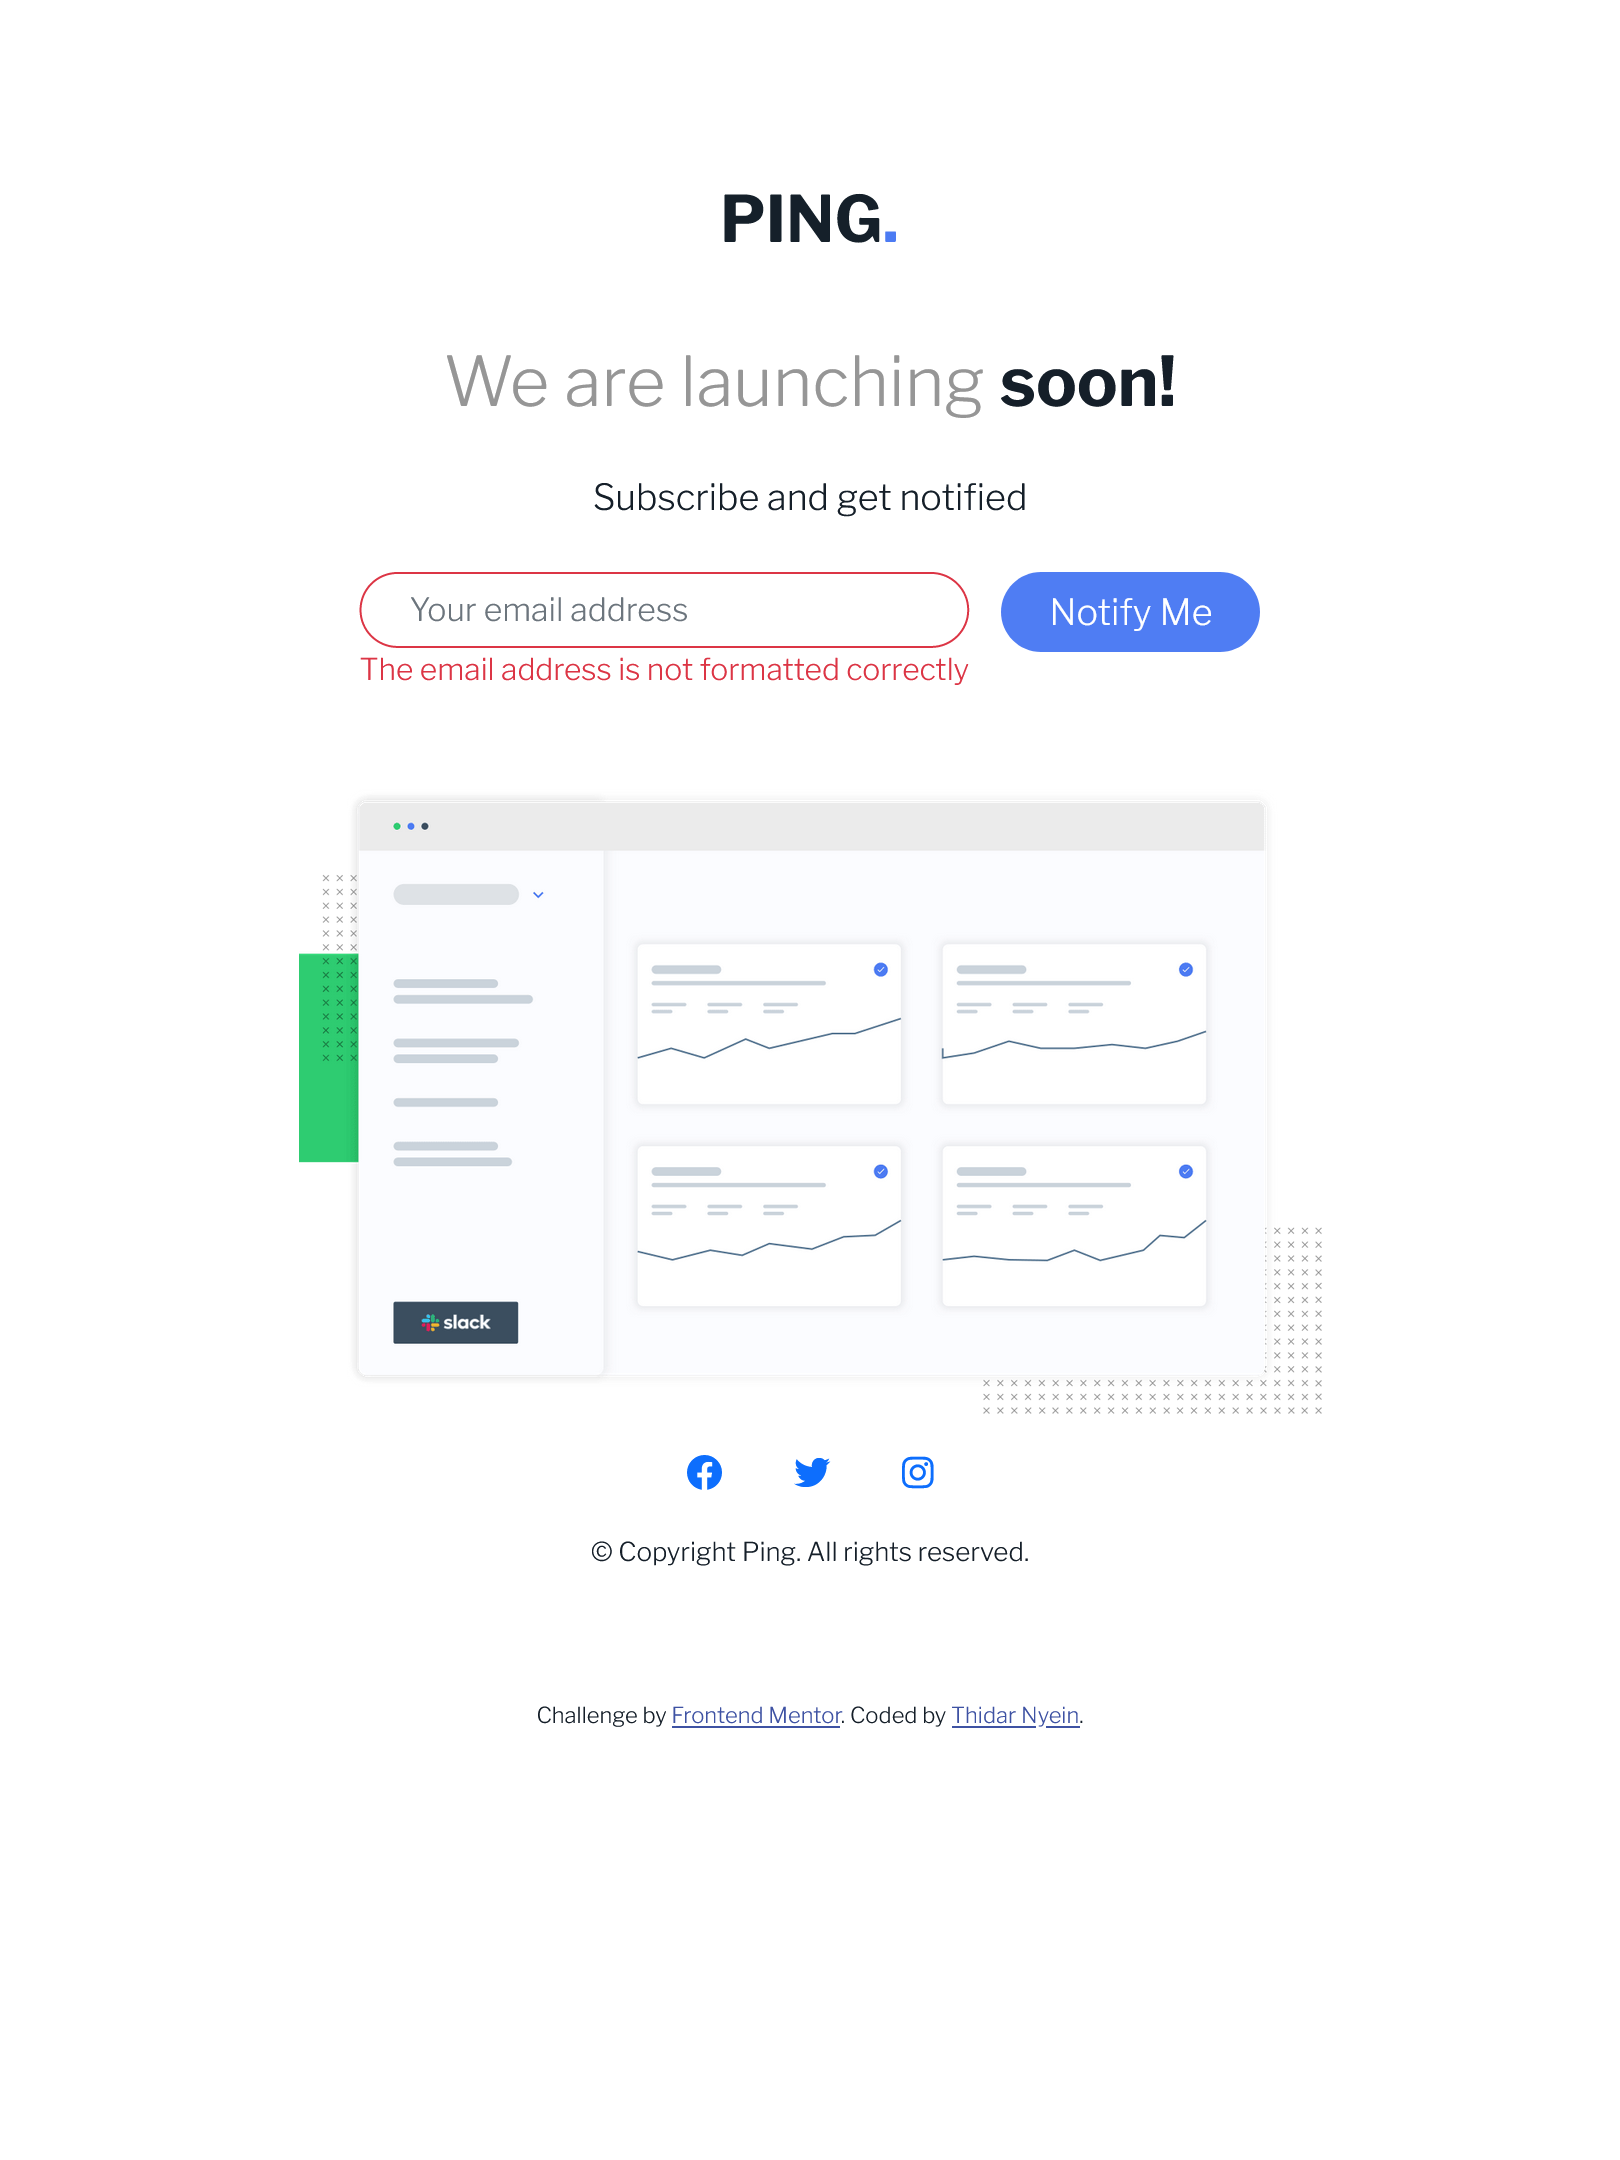 PING.
We are launching soon!
Subscribe and get notified
Your email address
Notify Me
The email address is not formatted correctly
slack
© Copyright Ping. All rights reserved.
Challenge by Frontend Mentor. Coded by Thidar Nyein.